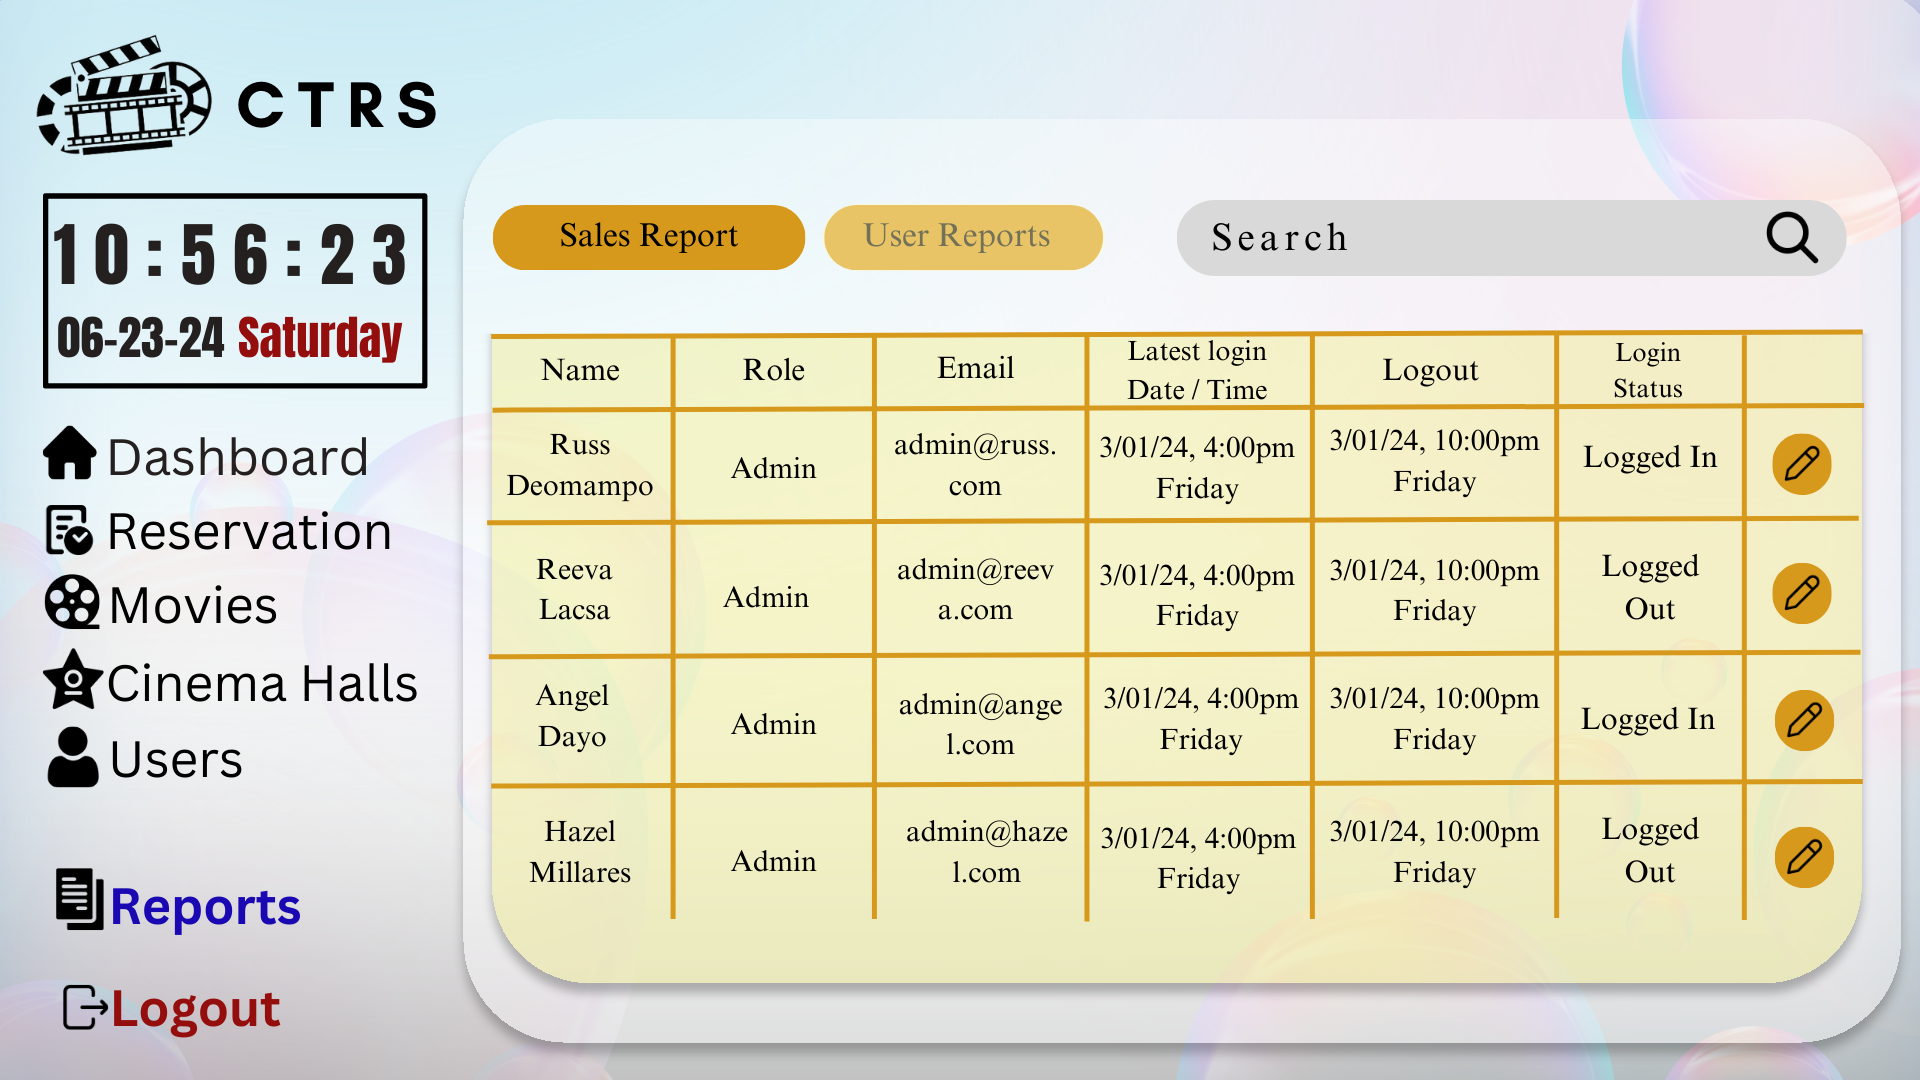 CTRS
10:56:23
06-23-24 Saturday
Dashboard
Reservation
Movies
Cinema Halls
Users
Reports
Logout
Sales Report
User Reports
Search
Name
Role
Email
Latest login
Date / Time
Logout
Login
Status
Russ
Deomampo
Admin
admin@russ.
com
3/01/24, 4:00pm
Friday
3/01/24, 10:00pm
Friday
Logged In
Reeva
Lacsa
Admin
admin@reev
a.com
3/01/24, 4:00pm
Friday
3/01/24, 10:00pm
Friday
Logged
Out
Angel
Dayo
Admin
admin@ange
l.com
3/01/24, 4:00pm
Friday
3/01/24, 10:00pm
Friday
Logged In
Hazel
Millares
Admin
admin@haze
l.com
3/01/24, 4:00pm
Friday
3/01/24, 10:00pm
Friday
Logged
Out